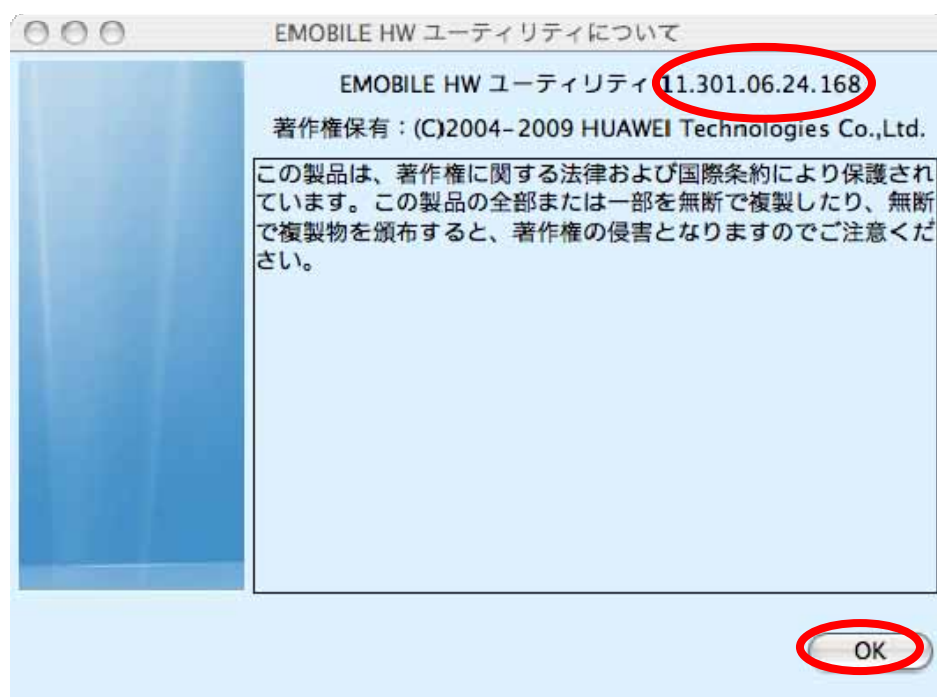 EMOBILE HW ユーティリティについて
EMOBILE HW ユーティリティ 11.301.06.24.168
著作権保有：(C)2004-2009 HUAWEI Technologies Co.,Ltd.
この製品は、著作権に関する法律および国際条約により保護され
ています。この製品の全部または一部を無断で複製したり、無断
で複製物を頒布すると、著作権の侵害となりますのでご注意くだ
さい。
OK